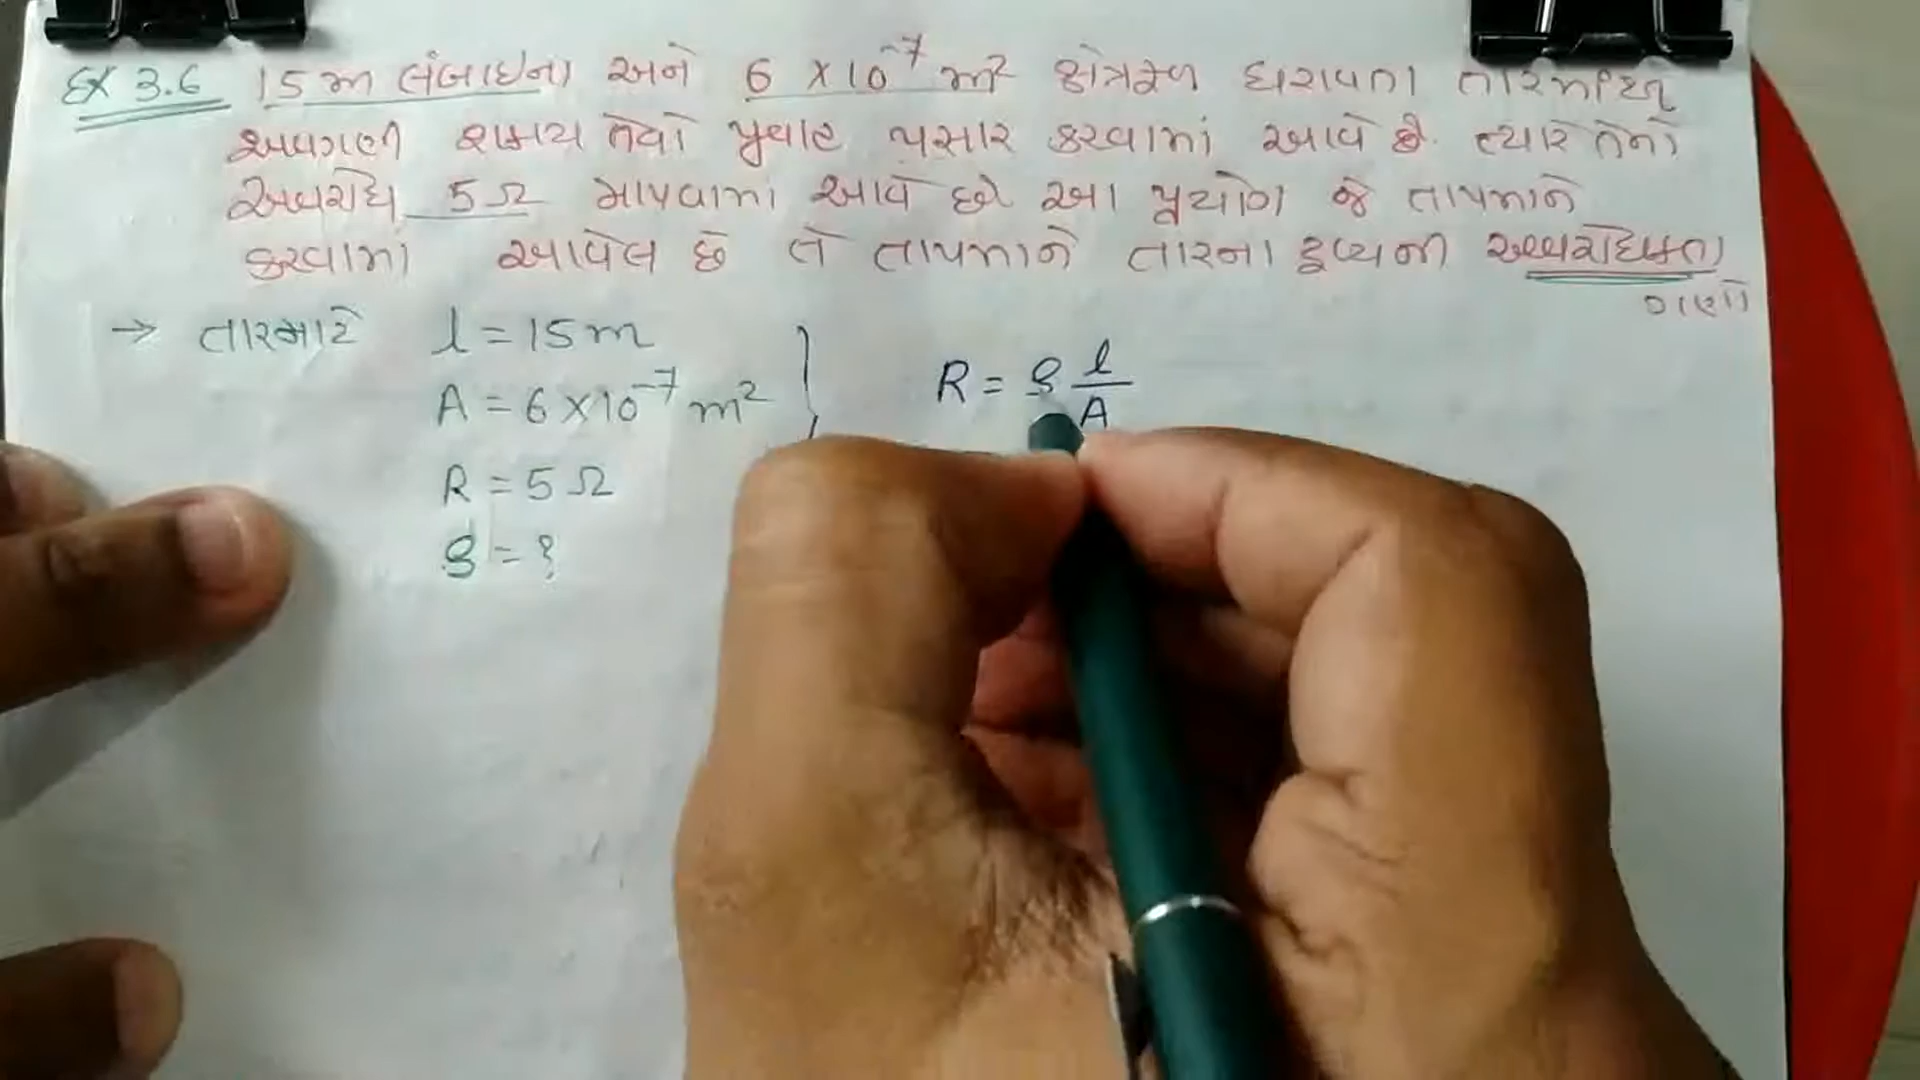 Ex 3.6 15 m લંબાઇના અને 6 × 10⁻⁷ m² ક્ષેત્રફળ ધરાવતા તારમાંથી
અવગણી શકાય તેવો પ્રવાહ પસાર કરવામાં આવે છે. ત્યારે તેનો
અવરોધ 5 Ω માપવામાં આવે છે આ પ્રયોગ જે તાપમાને
કરવામાં આવેલ છે તે તાપમાને તારના દ્રવ્યની અવરોધકતા
ગણો
→ તારમાટે l = 15 m
A = 6 × 10⁻⁷ m²
R = 5 Ω
ρ = ?
R = ρ l/A